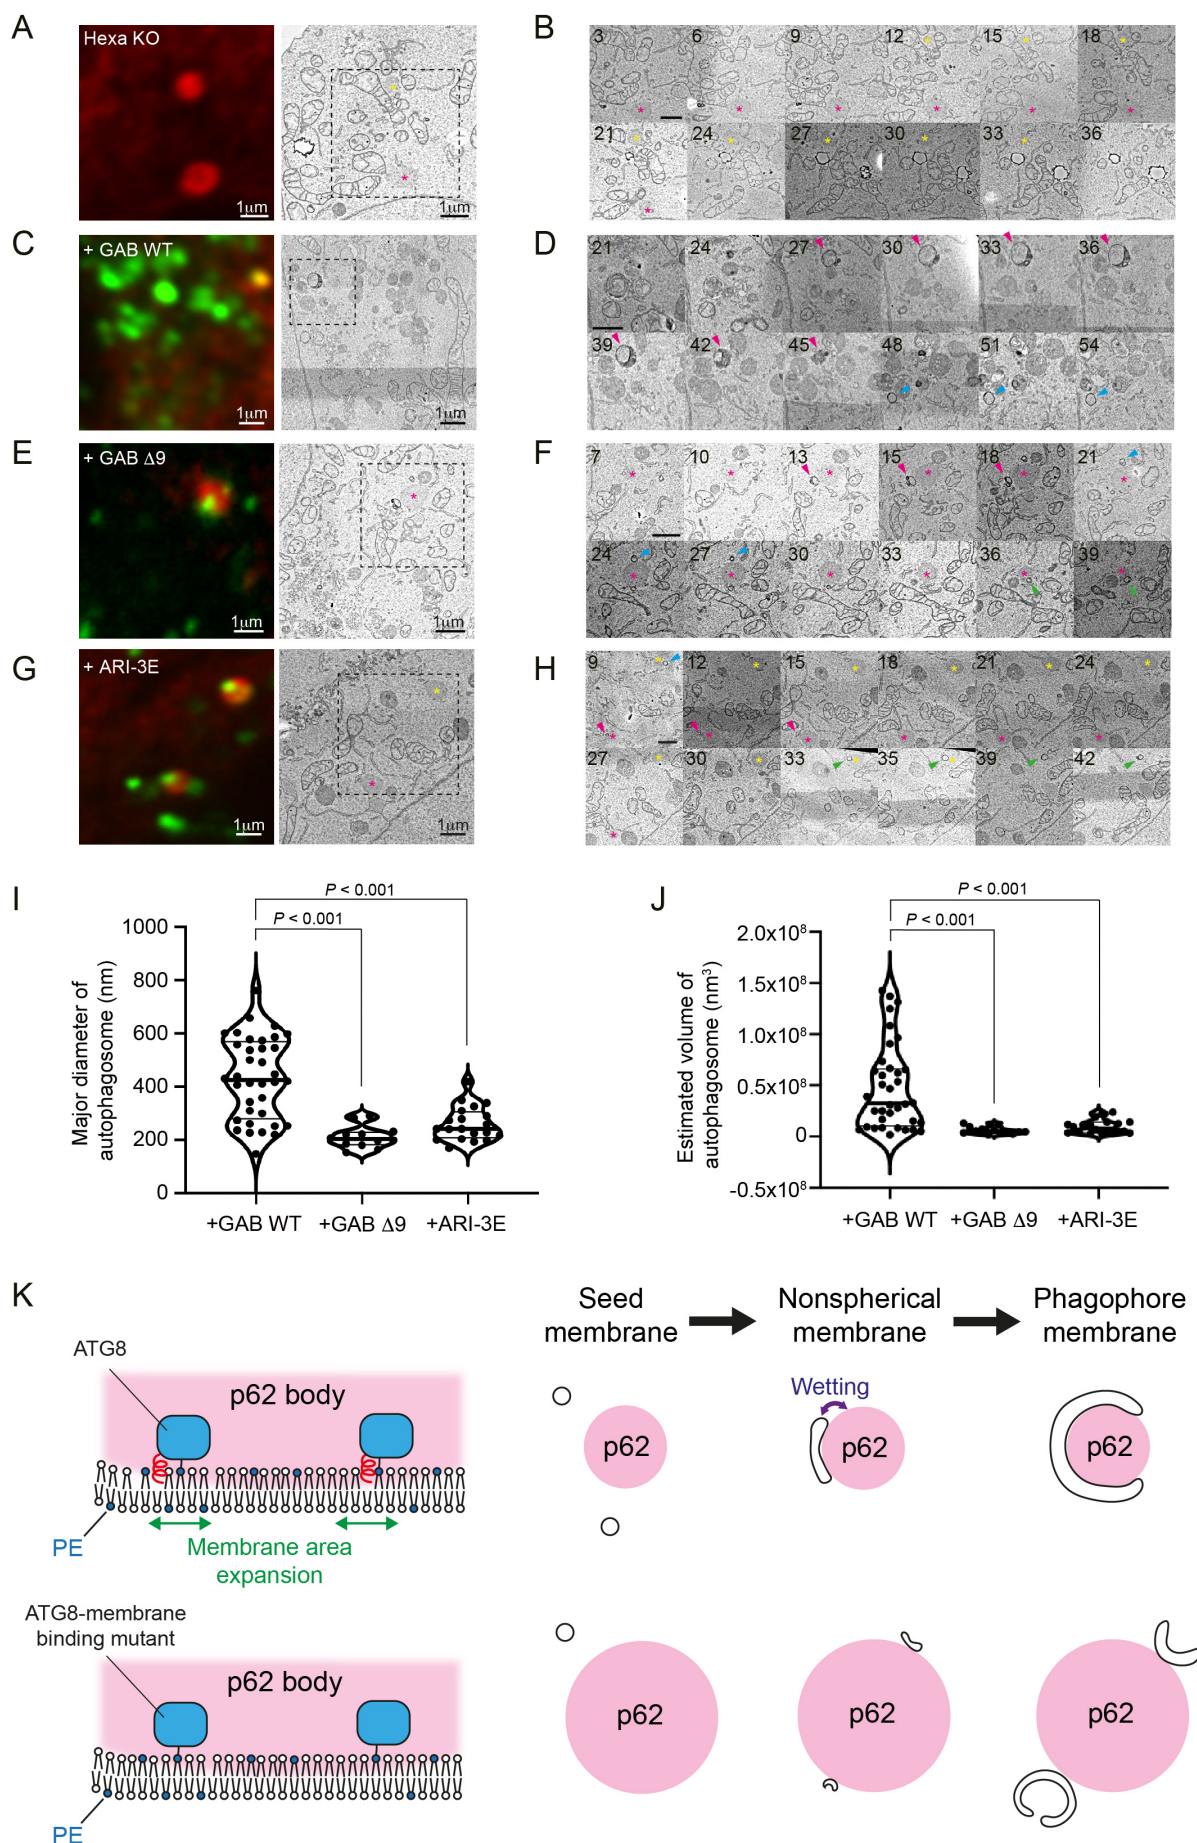 A
Hexa KO
1μm
1μm
B
3
6
9
12
15
18
21
24
27
30
33
36
C
+ GAB WT
1μm
1μm
D
21
24
27
30
33
36
39
42
45
48
51
54
E
+ GAB Δ9
1μm
1μm
F
7
10
13
15
18
21
24
27
30
33
36
39
G
+ ARI-3E
1μm
1μm
H
9
12
15
18
21
24
27
30
33
35
39
42
I
P < 0.001
P < 0.001
Major diameter of
autophagosome (nm)
1000
800
600
400
200
0
+GAB WT
+GAB Δ9
+ARI-3E
J
P < 0.001
P < 0.001
Estimated volume of
autophagosome (nm³)
2.0x10⁸
1.5x10⁸
1.0x10⁸
0.5x10⁸
0
-0.5x10⁸
+GAB WT
+GAB Δ9
+ARI-3E
K
ATG8
p62 body
PE
Membrane area
expansion
Seed
membrane
Nonspherical
membrane
Phagophore
membrane
Wetting
p62
p62
p62
ATG8-membrane
binding mutant
p62 body
PE
p62
p62
p62